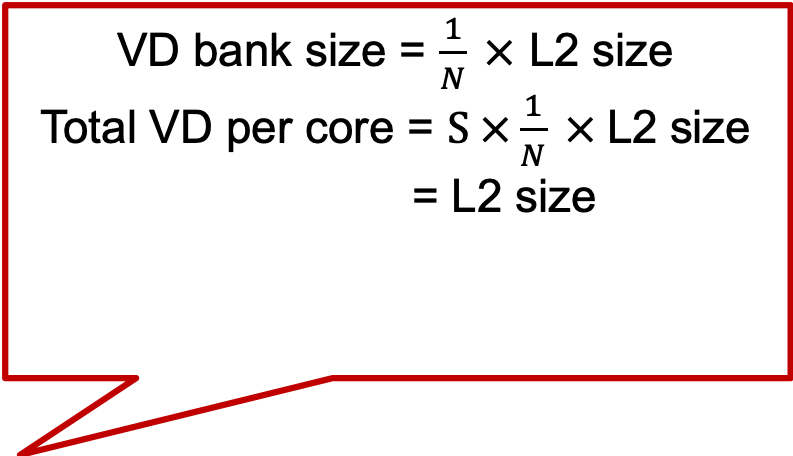 VD bank size = 1/N × L2 size
Total VD per core = S × 1/N × L2 size
= L2 size